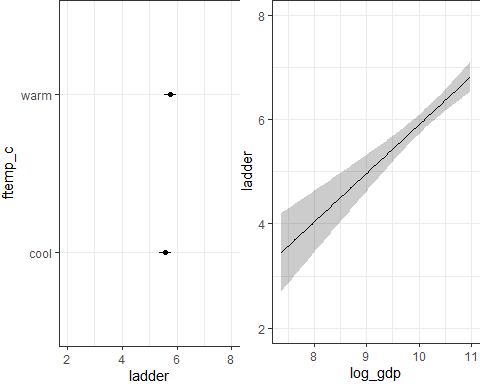 warm
cool
ftemp_c
2 4 6 8
ladder
8
6
4
2
ladder
8 9 10 11
log_gdp